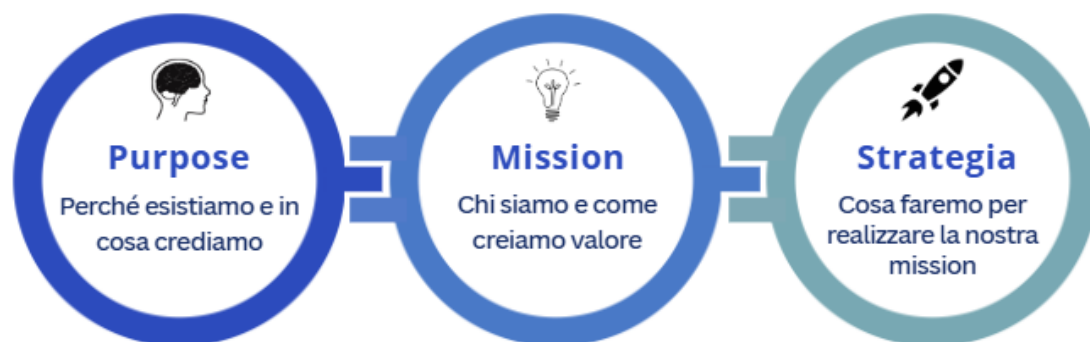 Purpose
Perché esistiamo e in
cosa crediamo
Mission
Chi siamo e come
creiamo valore
Strategia
Cosa faremo per
realizzare la nostra
mission